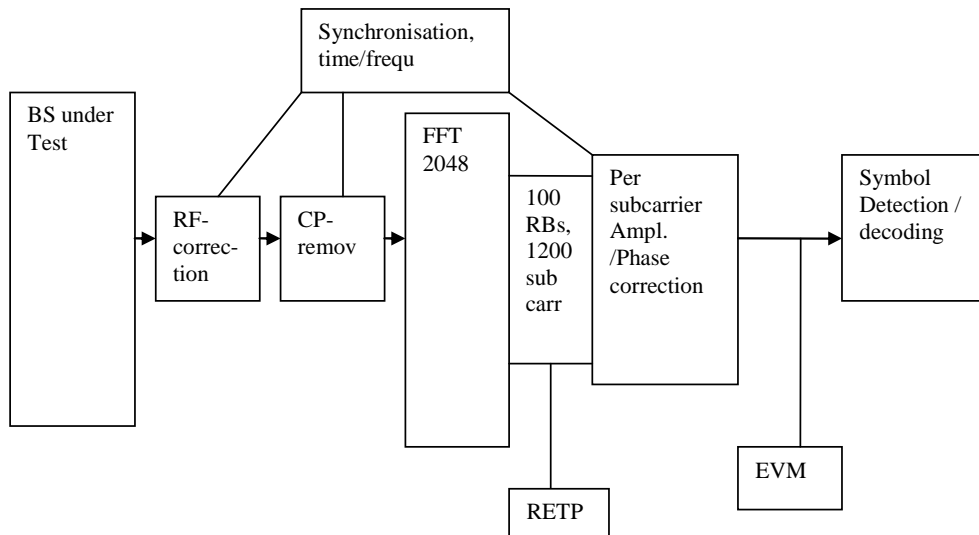 Synchronisation,
time/frequ
BS under
Test
FFT
2048
RF-
correc-
tion
CP-
remov
100
RBs,
1200
sub
carr
Per
subcarrier
Ampl.
/Phase
correction
Symbol
Detection /
decoding
EVM
RETP